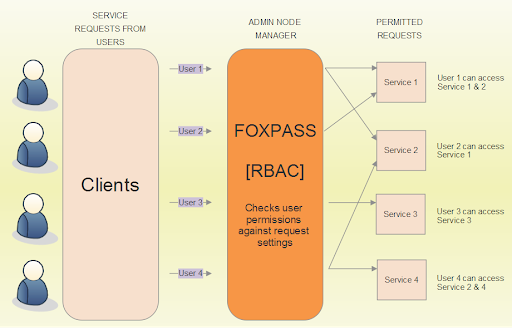 SERVICE
REQUESTS FROM
USERS
ADMIN NODE
MANAGER
PERMITTED
REQUESTS
Clients
User 1
User 2
User 3
User 4
FOXPASS
[RBAC]
Checks user
permissions
against request
settings
Service 1
User 1 can access
Service 1 & 2
Service 2
User 2 can access
Service 1
Service 3
User 3 can access
Service 3
Service 4
User 4 can access
Service 2 & 4